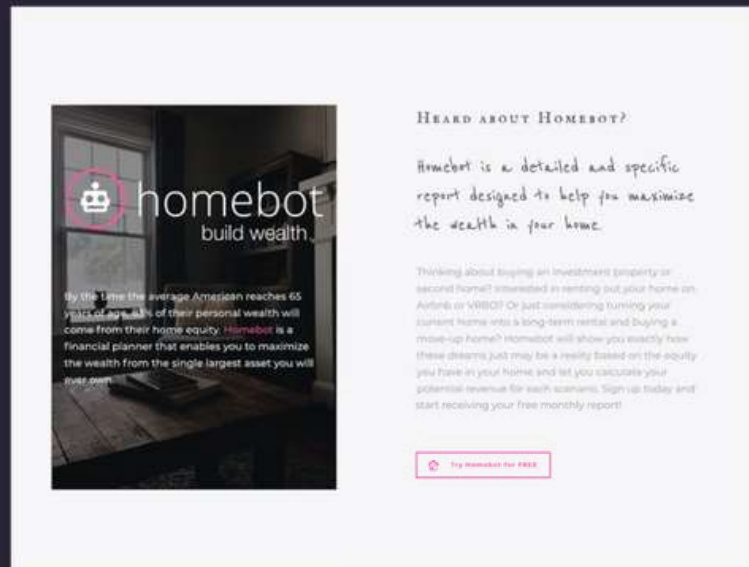 homebot
build wealth.
By the time the average American reaches 65
years of age, 63% of their personal wealth will
come from their home equity. Homebot is a
financial planner that enables you to maximize
the wealth from the single largest asset you will
ever own.
HEARD ABOUT HOMEBOT?
Homebot is a detailed and specific
report designed to help you maximize
the wealth in your home.
Thinking about buying an investment property or
second home? Interested in renting out your home on
Airbnb or VRBO? Or just considering turning your
current home into a long-term rental and buying a
move-up home? Homebot will show you exactly how
these dreams just may be a reality based on the equity
you have in your home and let you calculate your
potential revenue for each scenario. Sign up today and
start receiving your free monthly report!
Try Homebot for FREE